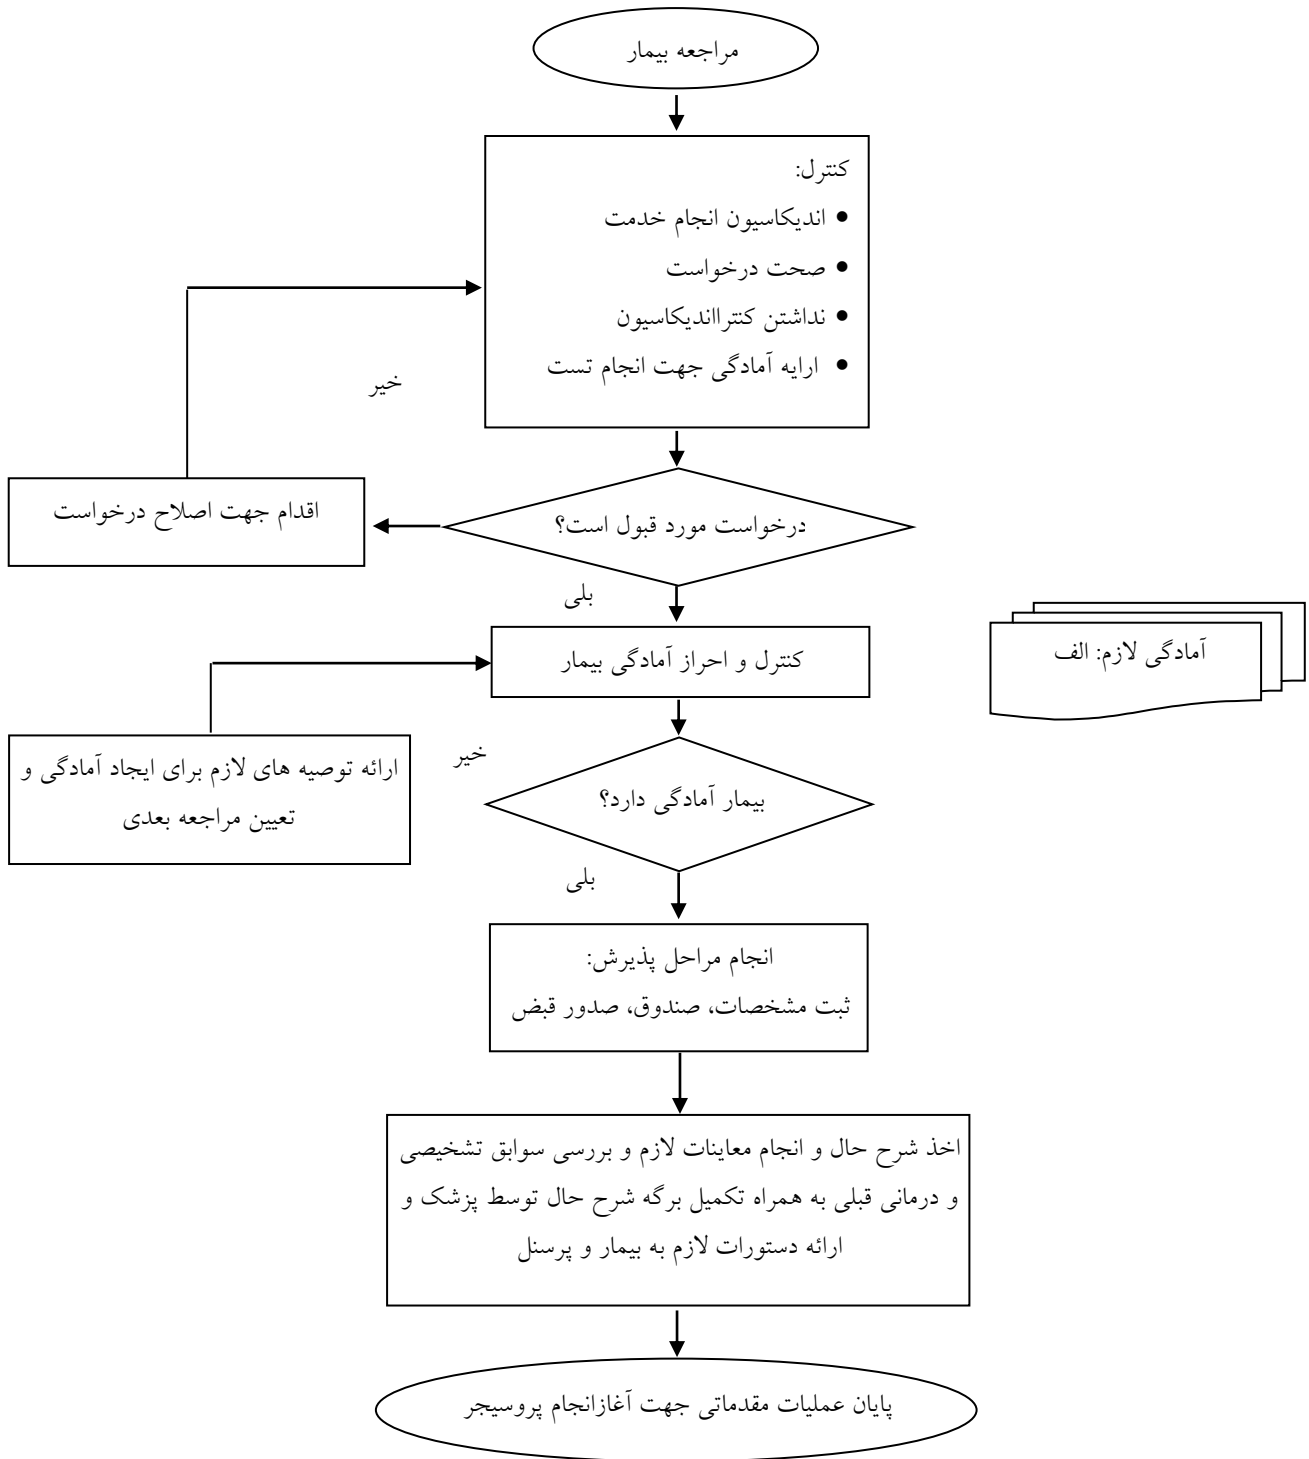 مراجعه بیمار
کنترل:
● اندیکاسیون انجام خدمت
● صحت درخواست
● نداشتن کنترااندیکاسیون
● ارایه آمادگی جهت انجام تست
خیر
اقدام جهت اصلاح درخواست
درخواست مورد قبول است؟
بلی
کنترل و احراز آمادگی بیمار
آمادگی لازم: الف
خیر
ارائه توصیه های لازم برای ایجاد آمادگی و
تعیین مراجعه بعدی
بیمار آمادگی دارد؟
بلی
انجام مراحل پذیرش:
ثبت مشخصات، صندوق، صدور قبض
اخذ شرح حال و انجام معاینات لازم و بررسی سوابق تشخیصی
و درمانی قبلی به همراه تکمیل برگه شرح حال توسط پزشک و
ارائه دستورات لازم به بیمار و پرسنل
پایان عملیات مقدماتی جهت آغازانجام پروسیجر